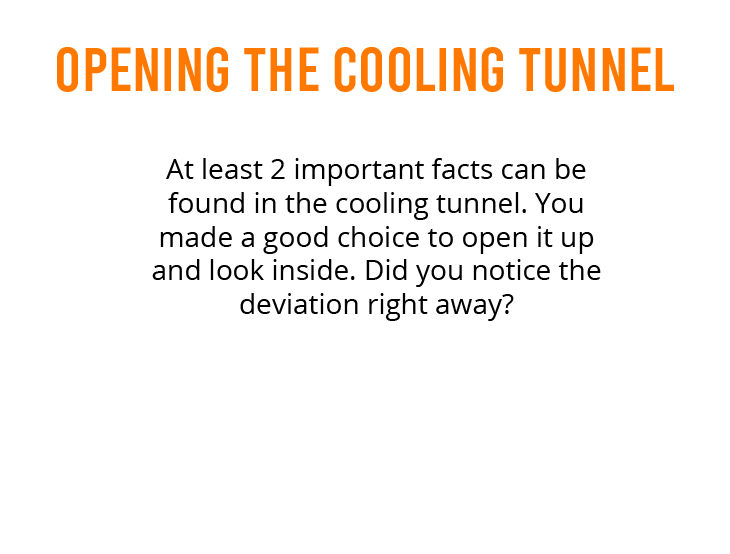 OPENING THE COOLING TUNNEL
At least 2 important facts can be
found in the cooling tunnel. You
made a good choice to open it up
and look inside. Did you notice the
deviation right away?